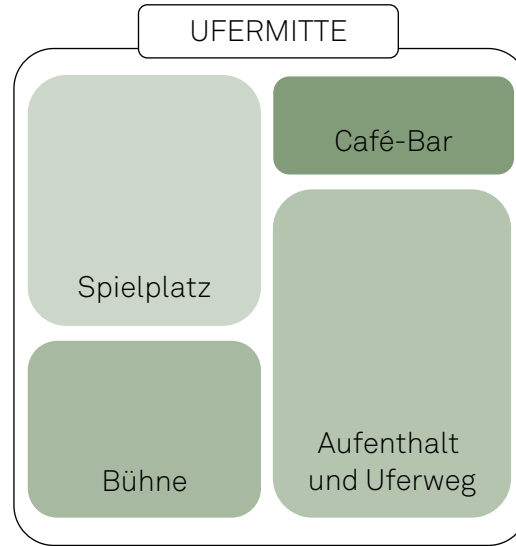 UFERMITTE
Spielplatz
Café-Bar
Bühne
Aufenthalt
und Uferweg